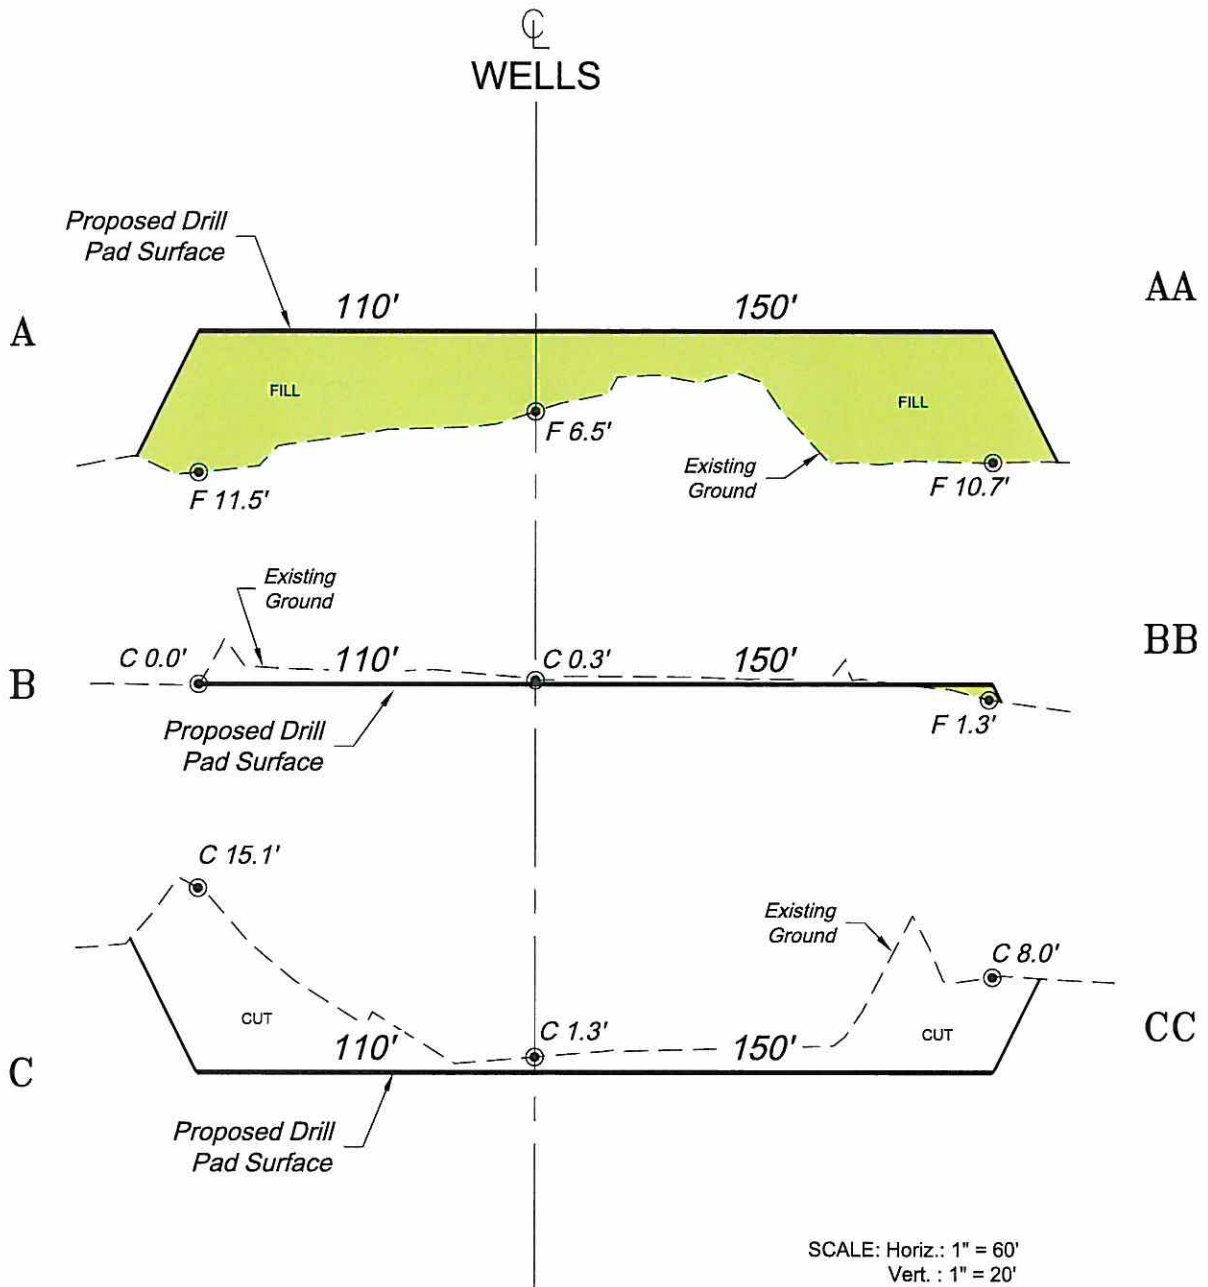 ℄
WELLS
Proposed Drill
Pad Surface
A
110'
150'
AA
FILL
FILL
F 6.5'
Existing
Ground
F 11.5'
F 10.7'
Existing
Ground
C 0.0'
110'
C 0.3'
150'
BB
B
F 1.3'
Proposed Drill
Pad Surface
C 15.1'
Existing
Ground
C 8.0'
CUT
C 1.3'
CUT
110'
150'
CC
C
Proposed Drill
Pad Surface
SCALE: Horiz.: 1" = 60'
Vert. : 1" = 20'